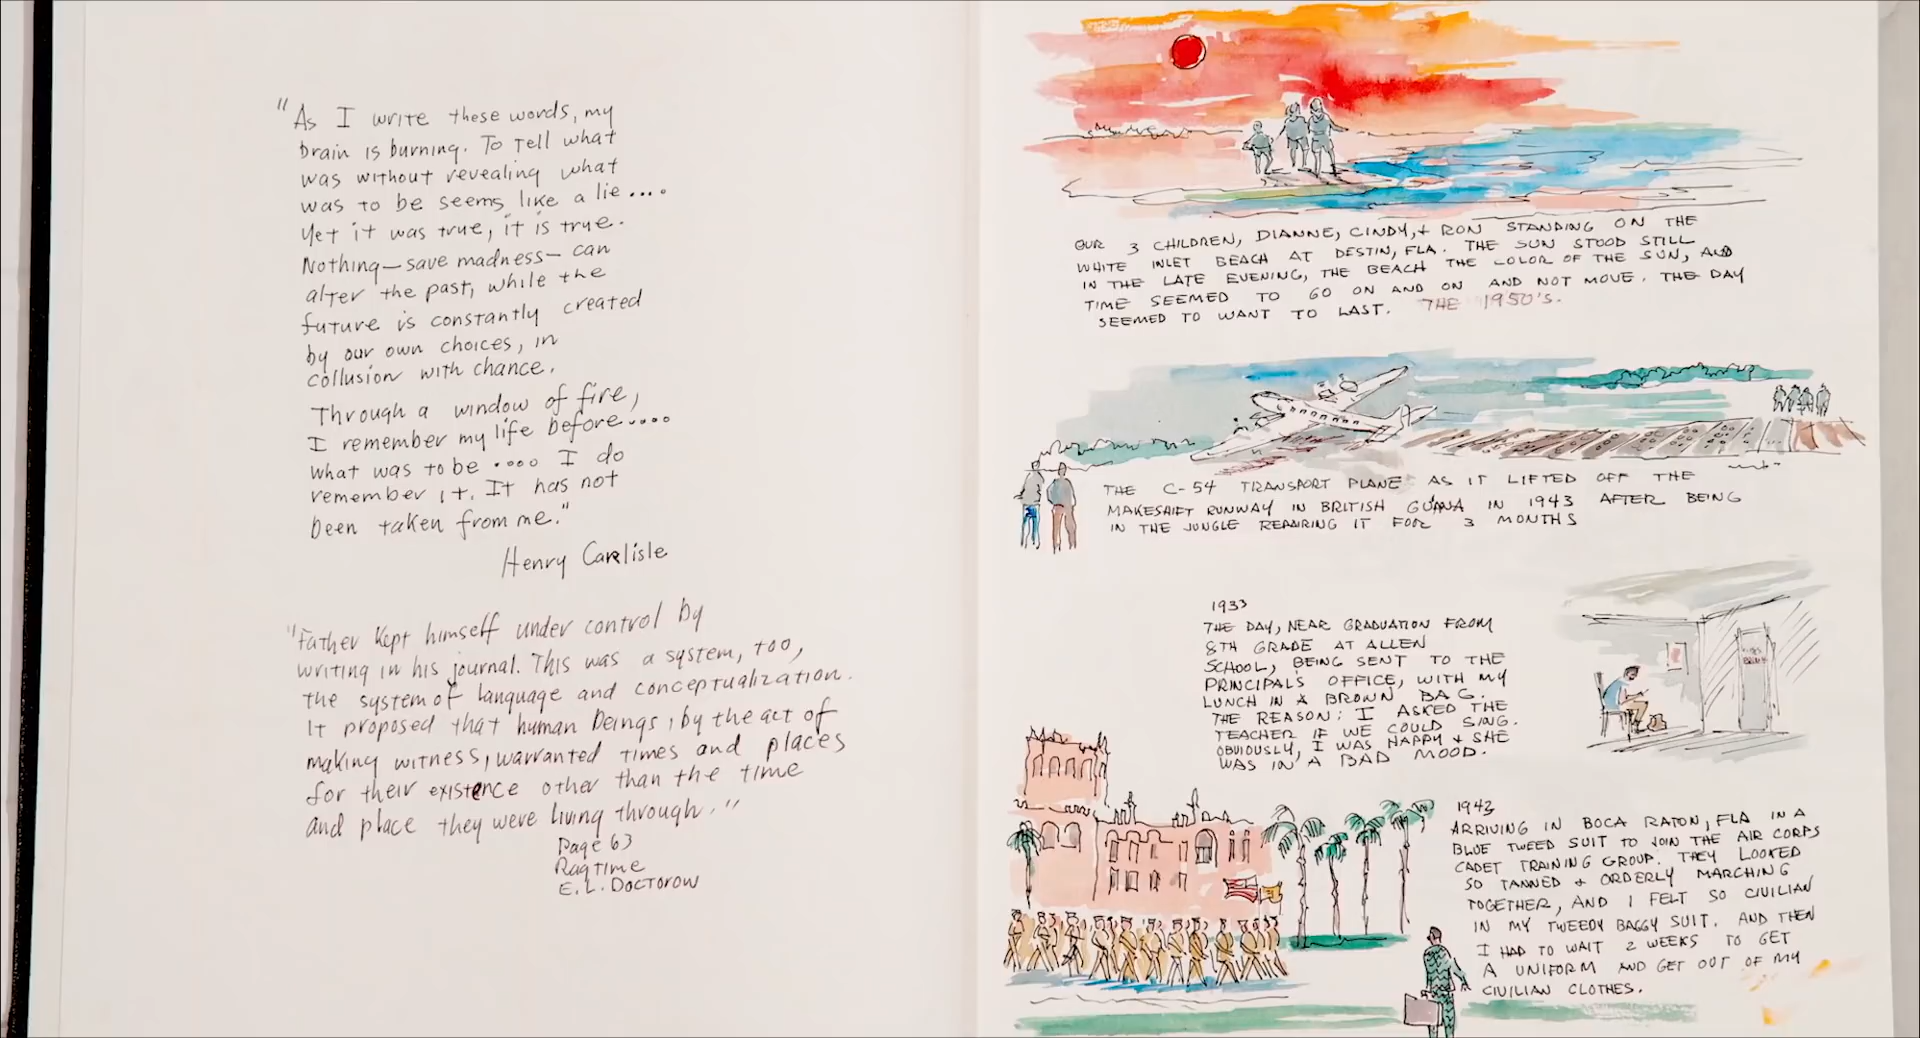 "As I write these words, my
brain is burning. To tell what
was without revealing what
was to be seems like a lie....
Yet it was true, it is true.
Nothing—save madness—can
alter the past, while the
future is constantly created
by our own choices, in
collusion with chance.
Through a window of fire,
I remember my life before....
what was to be .... I do
remember it. It has not
been taken from me."
Henry Carlisle
"Father kept himself under control by
writing in his journal. This was a system, too,
the system of language and conceptualization.
It proposed that human beings, by the act of
making witness, warranted times and places
for their existence other than the time
and place they were living through."
Page 63
Ragtime
E. L. Doctorow
OUR 3 CHILDREN, DIANNE, CINDY, + RON STANDING ON THE
WHITE INLET BEACH AT DESTIN, FLA. THE SUN STOOD STILL
IN THE LATE EVENING, THE BEACH THE COLOR OF THE SUN, AND
TIME SEEMED TO GO ON AND ON AND NOT MOVE. THE DAY
SEEMED TO WANT TO LAST. THE 1950'S.
THE C-54 TRANSPORT PLANE AS IT LIFTED OFF THE
MAKESHIFT RUNWAY IN BRITISH GUANA IN 1943 AFTER BEING
IN THE JUNGLE REPAIRING IT FOR 3 MONTHS
1933
THE DAY, NEAR GRADUATION FROM
8TH GRADE AT ALLEN
SCHOOL, BEING SENT TO THE
PRINCIPAL'S OFFICE, WITH MY
LUNCH IN A BROWN BAG.
THE REASON: I ASKED THE
TEACHER IF WE COULD SING.
OBVIOUSLY, I WAS HAPPY + SHE
WAS IN A BAD MOOD.
1943
ARRIVING IN BOCA RATON, FLA IN A
BLUE TWEED SUIT TO JOIN THE AIR CORPS
CADET TRAINING GROUP. THEY LOOKED
SO TANNED + ORDERLY MARCHING
TOGETHER, AND I FELT SO CIVILIAN
IN MY TWEEDY BAGGY SUIT. AND THEN
I HAD TO WAIT 2 WEEKS TO GET
A UNIFORM AND GET OUT OF MY
CIVILIAN CLOTHES.